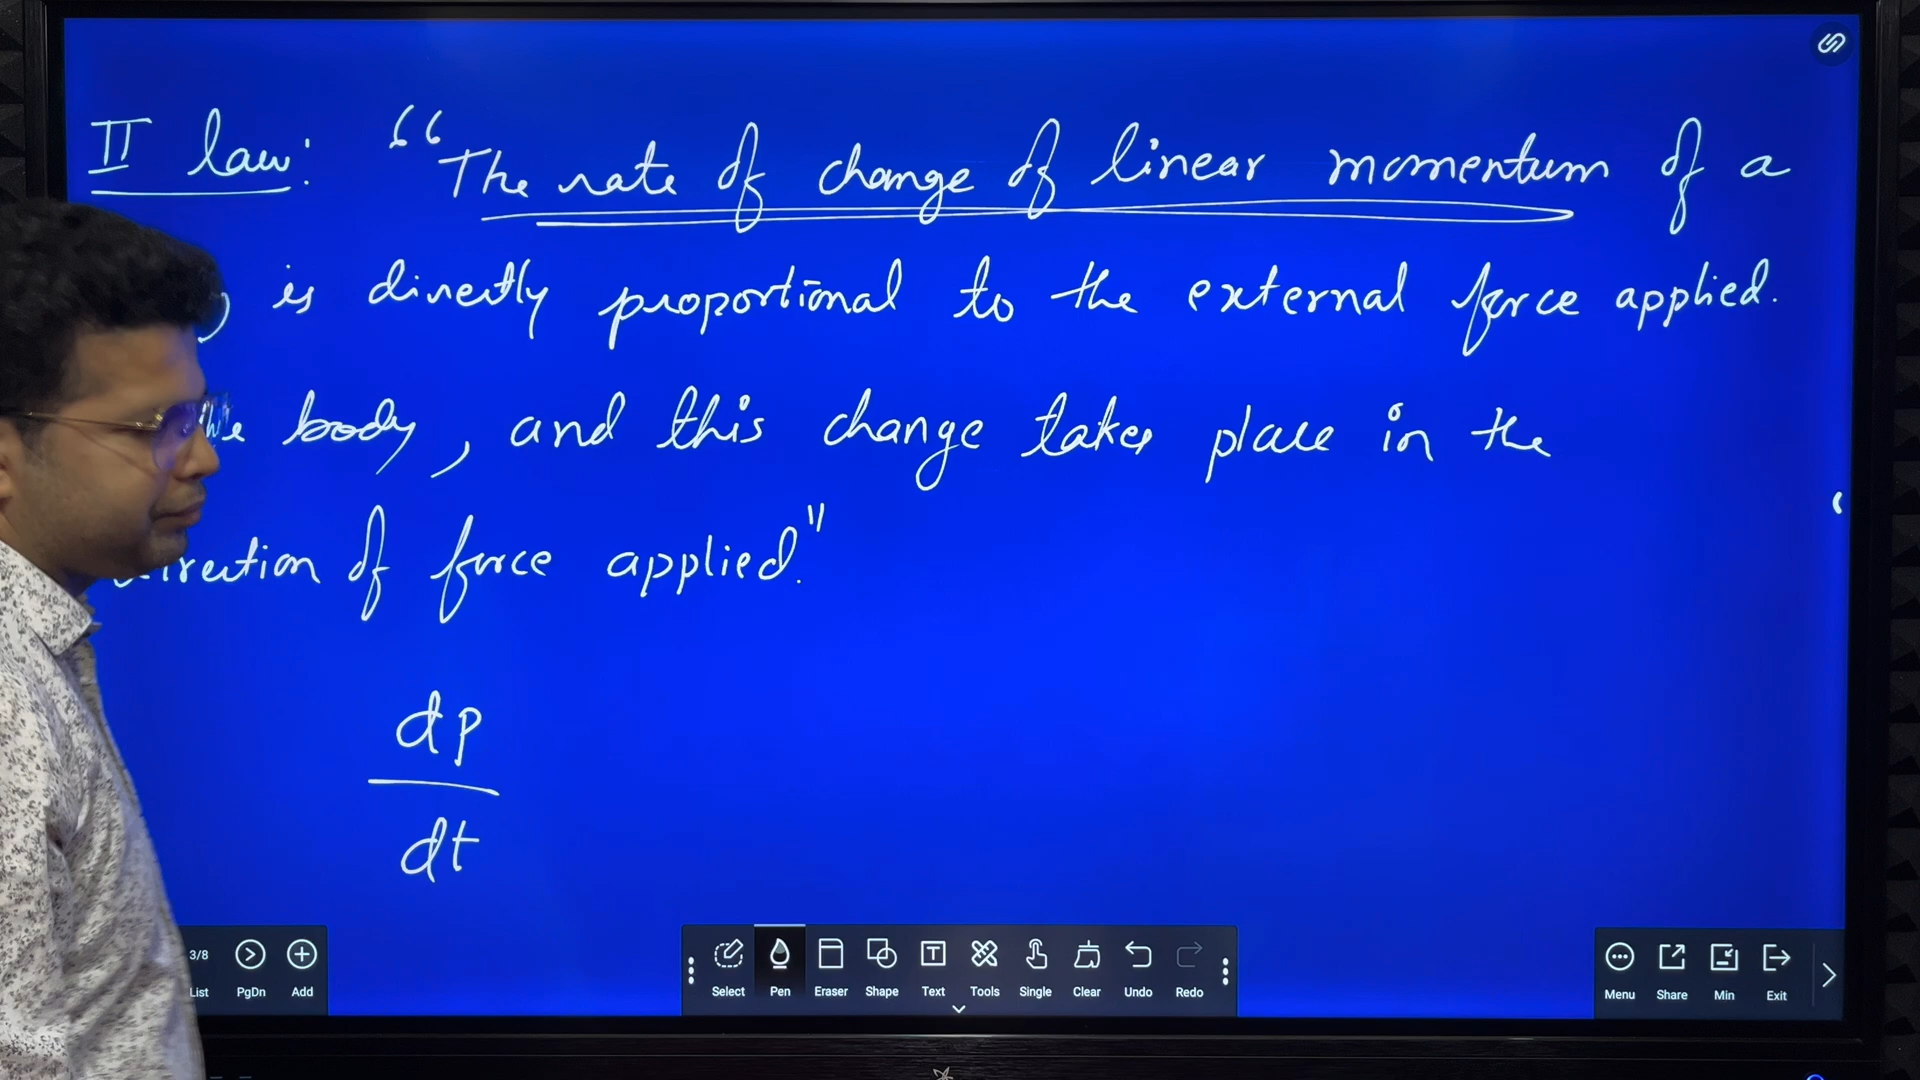 II law: “The rate of change of linear momentum of a
is directly proportional to the external force applied.
body, and this change takes place in the
of force applied."
dp
dt
3/8
List PgDn Add
Select Pen Eraser Shape Text Tools Single Clear Undo Redo
Menu Share Min Exit